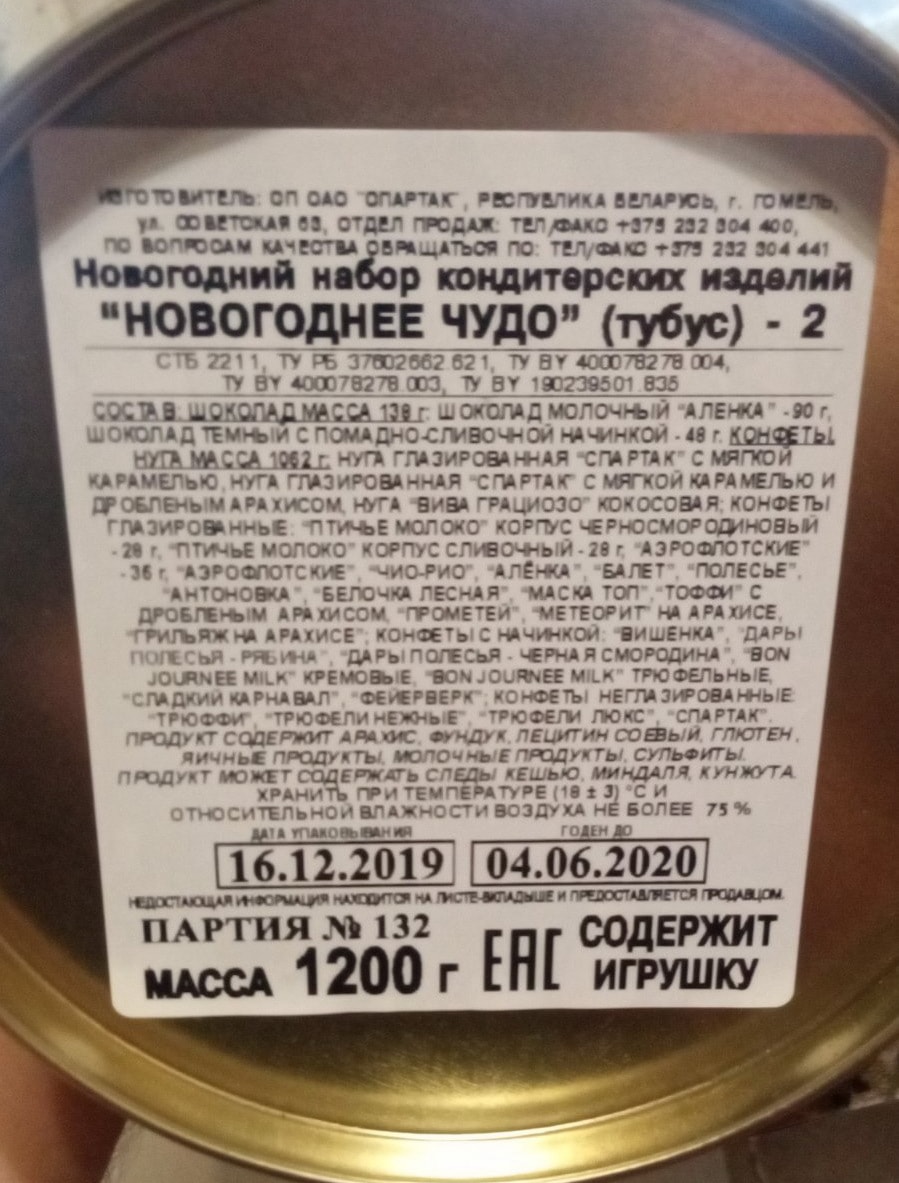 ИЗГОТОВИТЕЛЬ: СП ОАО "СПАРТАК", РЕСПУБЛИКА БЕЛАРУСЬ, г. ГОМЕЛЬ,
ул. СОВЕТСКАЯ 63, ОТДЕЛ ПРОДАЖ: ТЕЛ/ФАКС +375 232 304 400,
ПО ВОПРОСАМ КАЧЕСТВА ОБРАЩАТЬСЯ ПО: ТЕЛ/ФАКС +375 232 304 441
Новогодний набор кондитерских изделий
"НОВОГОДНЕЕ ЧУДО" (тубус) - 2
СТБ 2211, ТУ РБ 37602662.621, ТУ BY 400078278.004,
ТУ BY 400078278.003, ТУ BY 190239501.835
СОСТАВ: ШОКОЛАД МАССА 138 г: ШОКОЛАД МОЛОЧНЫЙ "АЛЕНКА" - 90 г,
ШОКОЛАД ТЕМНЫЙ С ПОМАДНО-СЛИВОЧНОЙ НАЧИНКОЙ - 48 г. КОНФЕТЫ,
НУГА МАССА 1062 г: НУГА ГЛАЗИРОВАННАЯ "СПАРТАК" С МЯГКОЙ
КАРАМЕЛЬЮ, НУГА ГЛАЗИРОВАННАЯ "СПАРТАК" С МЯГКОЙ КАРАМЕЛЬЮ И
ДРОБЛЕНЫМ АРАХИСОМ, НУГА "ВИВА ГРАЦИОЗО" КОКОСОВАЯ; КОНФЕТЫ
ГЛАЗИРОВАННЫЕ: "ПТИЧЬЕ МОЛОКО" КОРПУС ЧЕРНОСМОРОДИНОВЫЙ
- 28 г, "ПТИЧЬЕ МОЛОКО" КОРПУС СЛИВОЧНЫЙ - 28 г, "АЭРОФЛОТСКИЕ"
- 36 г, "АЭРОФЛОТСКИЕ", "ЧИО-РИО", "АЛЁНКА", "БАЛЕТ", "ПОЛЕСЬЕ",
"АНТОНОВКА", "БЕЛОЧКА ЛЕСНАЯ", "МАСКА ТОП", "ТОФФИ" С
ДРОБЛЕНЫМ АРАХИСОМ, "ПРОМЕТЕЙ", "МЕТЕОРИТ" НА АРАХИСЕ,
"ГРИЛЬЯЖ НА АРАХИСЕ"; КОНФЕТЫ С НАЧИНКОЙ: "ВИШЕНКА", "ДАРЫ
ПОЛЕСЬЯ - РЯБИНА", "ДАРЫ ПОЛЕСЬЯ - ЧЕРНАЯ СМОРОДИНА", "BON
JOURNEE MILK" КРЕМОВЫЕ, "BON JOURNEE MILK" ТРЮФЕЛЬНЫЕ,
"СЛАДКИЙ КАРНАВАЛ", "ФЕЙЕРВЕРК"; КОНФЕТЫ НЕГЛАЗИРОВАННЫЕ:
"ТРЮФФИ", "ТРЮФЕЛИ НЕЖНЫЕ", "ТРЮФЕЛИ ЛЮКС", "СПАРТАК".
ПРОДУКТ СОДЕРЖИТ АРАХИС, ФУНДУК, ЛЕЦИТИН СОЕВЫЙ, ГЛЮТЕН,
ЯИЧНЫЕ ПРОДУКТЫ, МОЛОЧНЫЕ ПРОДУКТЫ, СУЛЬФИТЫ.
ПРОДУКТ МОЖЕТ СОДЕРЖАТЬ СЛЕДЫ КЕШЬЮ, МИНДАЛЯ, КУНЖУТА.
ХРАНИТЬ ПРИ ТЕМПЕРАТУРЕ (18 ± 3) °С И
ОТНОСИТЕЛЬНОЙ ВЛАЖНОСТИ ВОЗДУХА НЕ БОЛЕЕ 75 %
ДАТА УПАКОВЫВАНИЯ ГОДЕН ДО
16.12.2019 04.06.2020
НЕДОСТАЮЩАЯ ИНФОРМАЦИЯ НАХОДИТСЯ НА ЛИСТЕ-ВКЛАДЫШЕ И ПРЕДОСТАВЛЯЕТСЯ ПРОДАВЦОМ.
ПАРТИЯ № 132
МАССА 1200 г ЕАС СОДЕРЖИТ
ИГРУШКУ